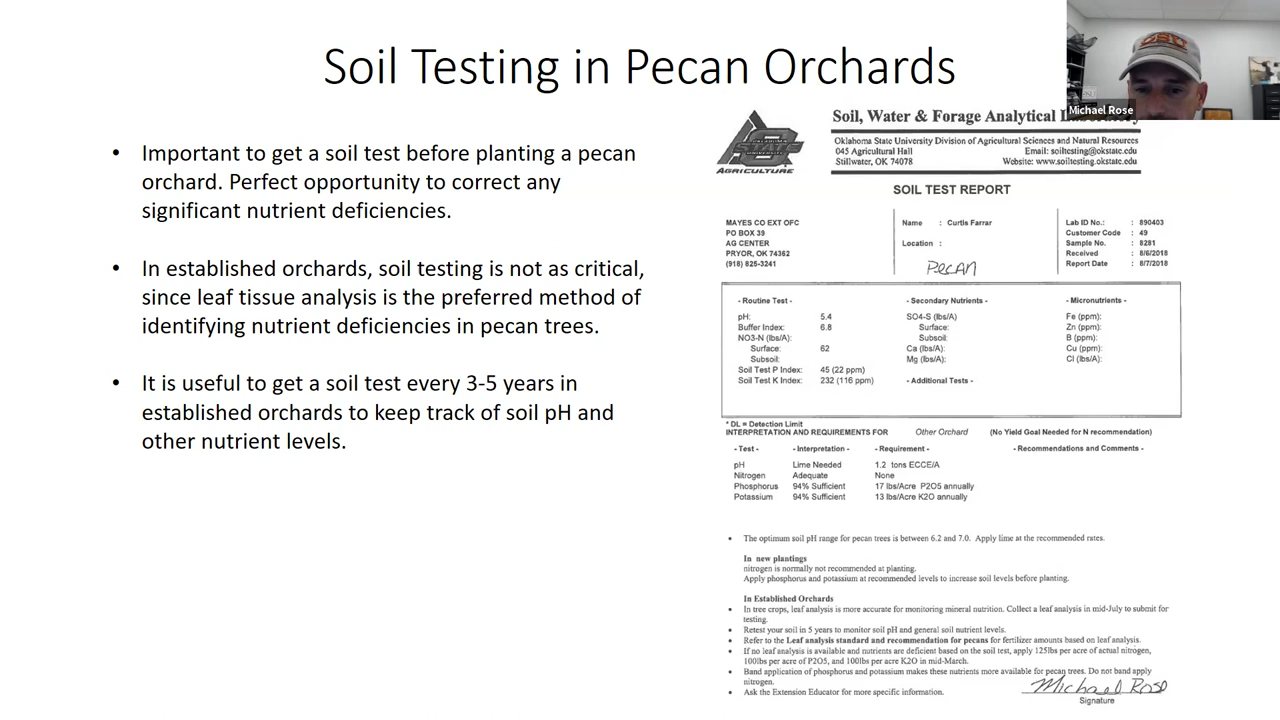 Soil Testing in Pecan Orchards
Michael Rose
• Important to get a soil test before planting a pecan
orchard. Perfect opportunity to correct any
significant nutrient deficiencies.
• In established orchards, soil testing is not as critical,
since leaf tissue analysis is the preferred method of
identifying nutrient deficiencies in pecan trees.
• It is useful to get a soil test every 3-5 years in
established orchards to keep track of soil pH and
other nutrient levels.
OKLAHOMA
STATE
UNIVERSITY
AGRICULTURE
Soil, Water & Forage Analytical
Oklahoma State University Division of Agricultural Sciences and Natural Resources
045 Agricultural Hall Email: soiltesting@okstate.edu
Stillwater, OK 74078 Website: www.soiltesting.okstate.edu
SOIL TEST REPORT
MAYES CO EXT OFC
PO BOX 39
AG CENTER
PRYOR, OK 74362
(918) 825-3241
Name : Curtis Farrar
Location :
Pecan
Lab ID No.: : 890403
Customer Code : 49
Sample No. : 8281
Received : 8/6/2018
Report Date : 8/7/2018
- Routine Test - - Secondary Nutrients - - Micronutrients -
pH: 5.4 SO4-S (lbs/A) Fe (ppm):
Buffer Index: 6.8 Surface: Zn (ppm):
NO3-N (lbs/A): Subsoil: B (ppm):
Surface: 62 Ca (lbs/A): Cu (ppm):
Subsoil: Mg (lbs/A): Cl (lbs/A):
Soil Test P Index: 45 (22 ppm)
Soil Test K Index: 232 (116 ppm) - Additional Tests -
* DL = Detection Limit
INTERPRETATION AND REQUIREMENTS FOR Other Orchard (No Yield Goal Needed for N recommendation)
- Test - - Interpretation - - Requirement - - Recommendations and Comments -
pH Lime Needed 1.2 tons ECCE/A
Nitrogen Adequate None
Phosphorus 94% Sufficient 17 lbs/Acre P2O5 annually
Potassium 94% Sufficient 13 lbs/Acre K2O annually
• The optimum soil pH range for pecan trees is between 6.2 and 7.0. Apply lime at the recommended rates.
In new plantings
nitrogen is normally not recommended at planting.
Apply phosphorus and potassium at recommended levels to increase soil levels before planting.
In Established Orchards
• In tree crops, leaf analysis is more accurate for monitoring mineral nutrition. Collect a leaf analysis in mid-July to submit for
testing.
• Retest your soil in 5 years to monitor soil pH and general soil nutrient levels.
• Refer to the Leaf analysis standard and recommendation for pecans for fertilizer amounts based on leaf analysis.
• If no leaf analysis is available and nutrients are deficient based on the soil test, apply 125lbs per acre of actual nitrogen,
100lbs per acre of P2O5, and 100lbs per acre K2O in mid-March.
• Band application of phosphorus and potassium makes these nutrients more available for pecan trees. Do not band apply
nitrogen.
• Ask the Extension Educator for more specific information.
Michael Rose
Signature